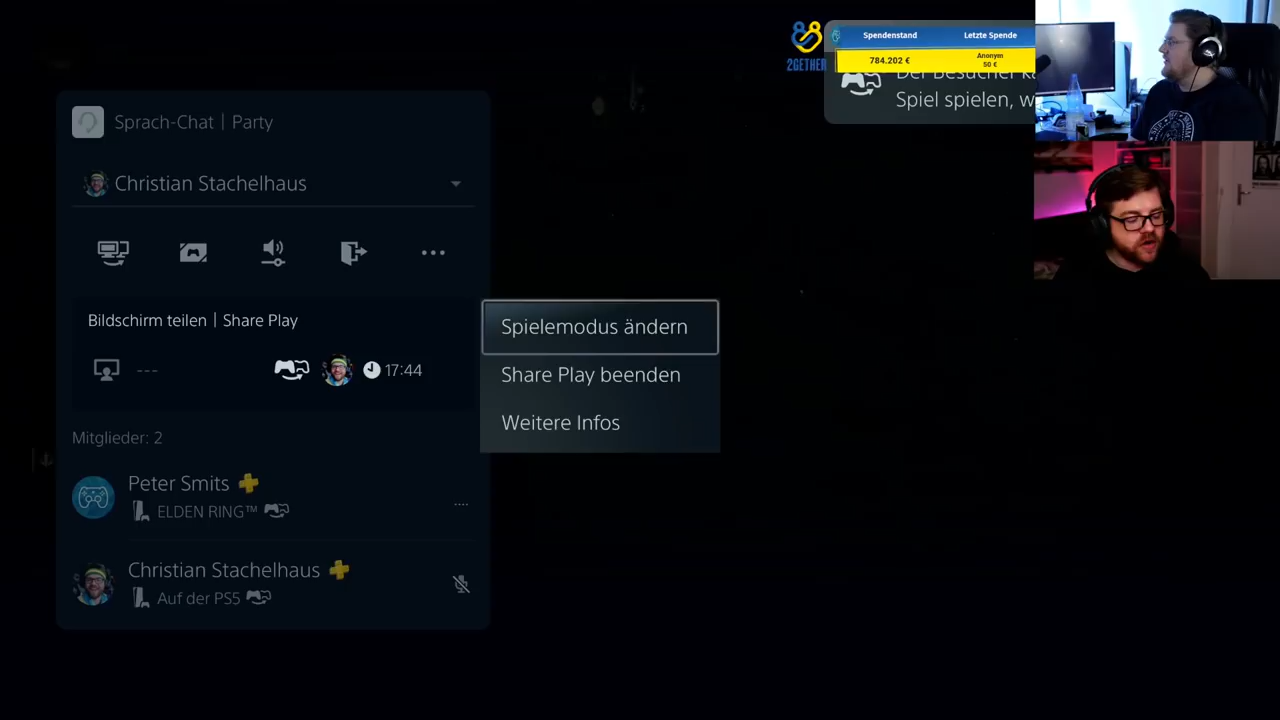 Spendenstand
Letzte Spende
784.202 €
Anonym
50 €
2GETHER
Der Besucher
Spiel spielen, w
Sprach-Chat | Party
Christian Stachelhaus
Bildschirm teilen | Share Play
---
17:44
Spielemodus ändern
Share Play beenden
Weitere Infos
Mitglieder: 2
Peter Smits
ELDEN RING™
Christian Stachelhaus
Auf der PS5